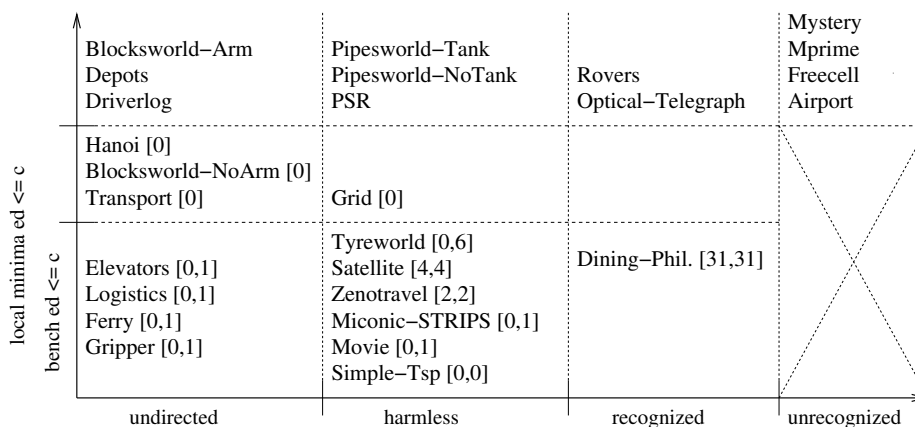 Mystery
Blocksworld−Arm Pipesworld−Tank Mprime
Depots Pipesworld−NoTank Rovers Freecell
Driverlog PSR Optical−Telegraph Airport
Hanoi [0]
Blocksworld−NoArm [0]
Transport [0] Grid [0]
Tyreworld [0,6]
Elevators [0,1] Satellite [4,4] Dining−Phil. [31,31]
Logistics [0,1] Zenotravel [2,2]
Ferry [0,1] Miconic−STRIPS [0,1]
Gripper [0,1] Movie [0,1]
Simple−Tsp [0,0]
local minima ed <= c
bench ed <= c
undirected harmless recognized unrecognized